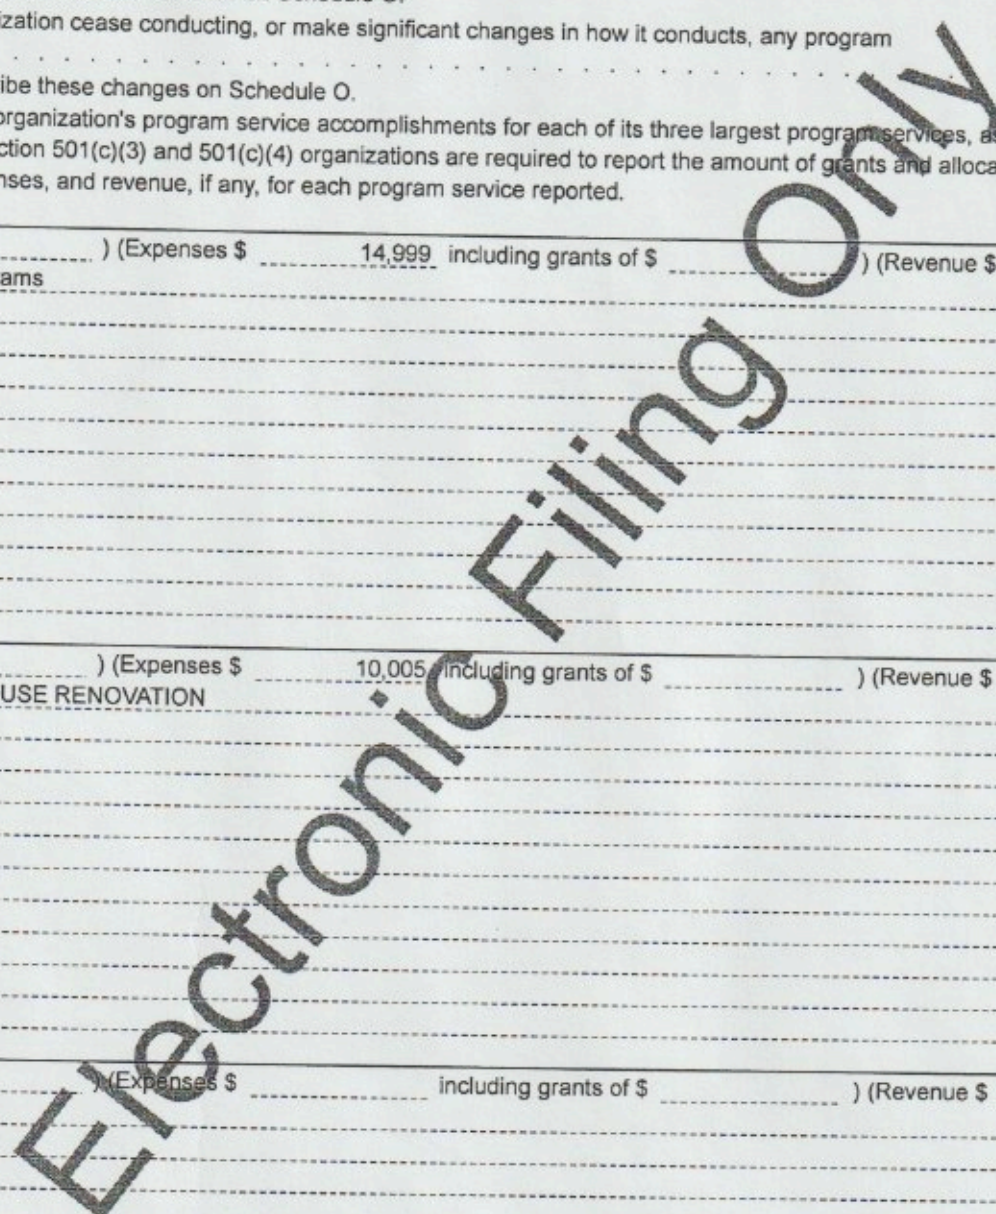 ization cease conducting, or make significant changes in how it conducts, any program
ibe these changes on Schedule O.
organization's program service accomplishments for each of its three largest program services, as
ction 501(c)(3) and 501(c)(4) organizations are required to report the amount of grants and alloca
nses, and revenue, if any, for each program service reported.
) (Expenses $ 14,999 including grants of $ ) (Revenue $
ams
) (Expenses $ 10,005 including grants of $ ) (Revenue $
USE RENOVATION
) (Expenses $ including grants of $ ) (Revenue $
Electronic Filing Only